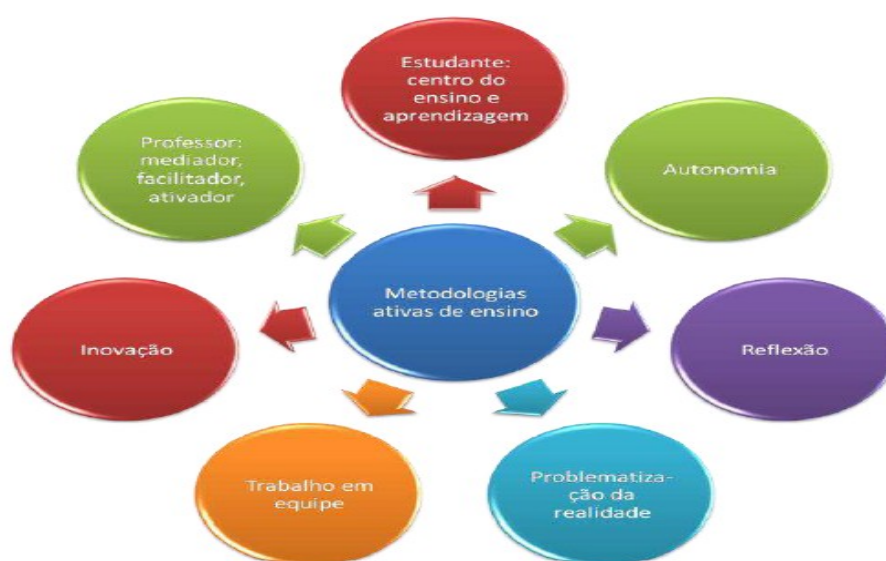 Estudante:
centro do
ensino e
aprendizagem
Autonomia
Reflexão
Problematiza-
ção da
realidade
Trabalho em
equipe
Inovação
Professor:
mediador,
facilitador,
ativador
Metodologias
ativas de ensino